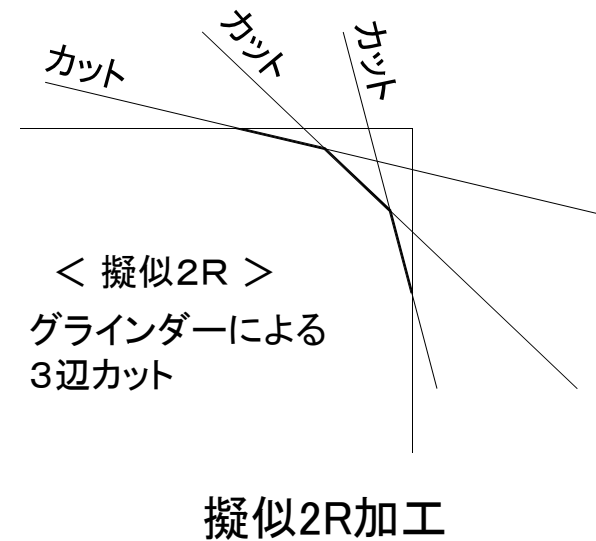 カット
カット
カット
＜ 擬似２Ｒ ＞
グラインダーによる
３辺カット
擬似2R加工